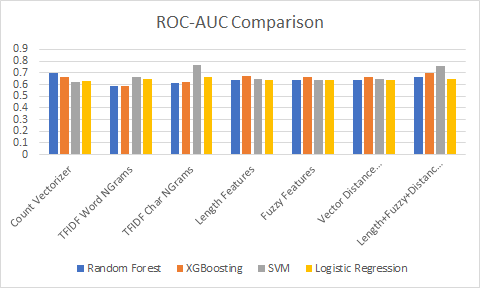 ROC-AUC Comparison
0.9
0.8
0.7
0.6
0.5
0.4
0.3
0.2
0.1
0
Count Vectorizer
TFIDF Word NGrams
TFIDF Char NGrams
Length Features
Fuzzy Features
Vector Distance...
Length+Fuzzy+Distanc...
Random Forest XGBoosting SVM Logistic Regression